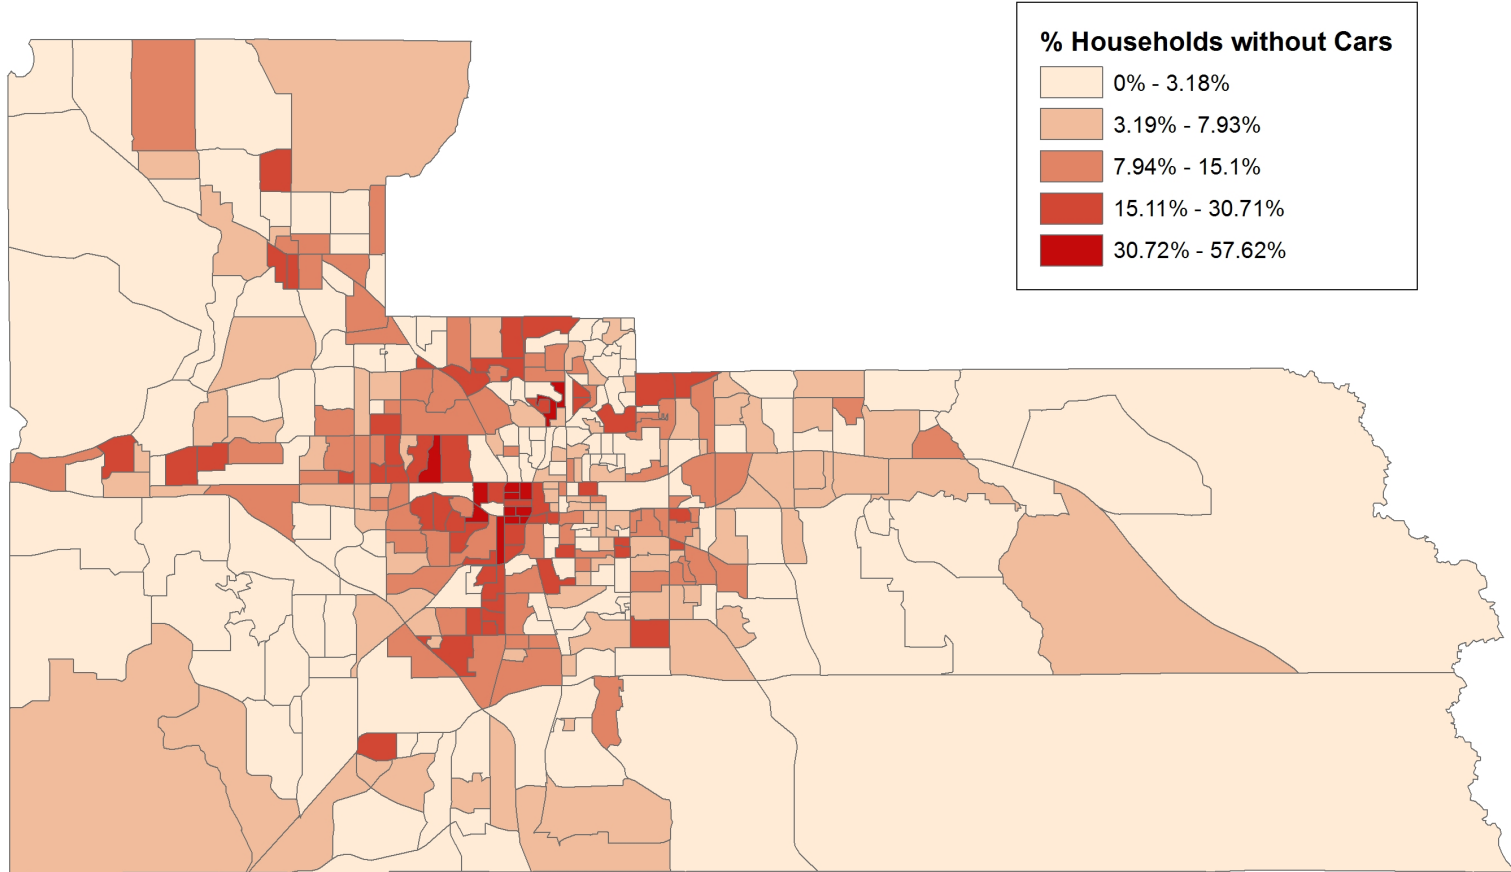 % Households without Cars
0% - 3.18%
3.19% - 7.93%
7.94% - 15.1%
15.11% - 30.71%
30.72% - 57.62%